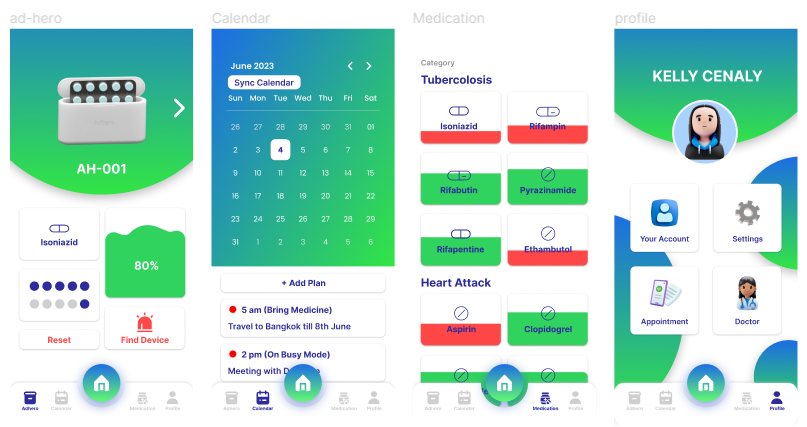 ad-hero
AH-001
Isoniazid
80%
Reset
Find Device
Adhero
Calendar
Medication
Profile
Calendar
June 2023
Sync Calendar
Sun Mon Tue Wed Thu Fri Sat
26 27 28 29 30 31 01
2 3 4 5 6 7 8
9 10 11 12 13 14 15
16 17 18 19 20 21 22
23 24 25 26 27 28 29
31 1 2 3 4 5 6
+ Add Plan
5 am (Bring Medicine)
Travel to Bangkok till 8th June
2 pm (On Busy Mode)
Meeting with
Adhero
Calendar
Medication
Profile
Medication
Category
Tubercolosis
Isoniazid
Rifampin
Rifabutin
Pyrazinamide
Rifapentine
Ethambutol
Heart Attack
Aspirin
Clopidogrel
Adhero
Calendar
Medication
Profile
profile
KELLY CENALY
Your Account
Settings
Appointment
Doctor
Adhero
Calendar
Medication
Profile